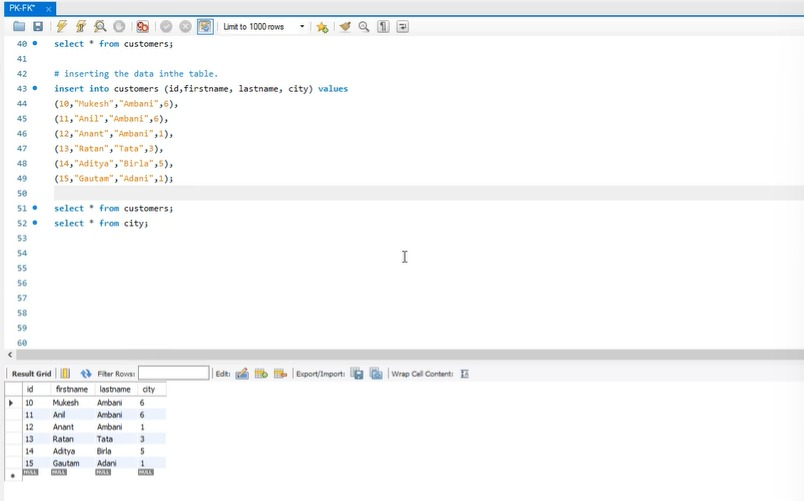 PK-FK* ×
Limit to 1000 rows
40 select * from customers;
41
42 # inserting the data inthe table.
43 insert into customers (id,firstname, lastname, city) values
44 (10,"Mukesh","Ambani",6),
45 (11,"Anil","Ambani",6),
46 (12,"Anant","Ambani",1),
47 (13,"Ratan","Tata",3),
48 (14,"Aditya","Birla",5),
49 (15,"Gautam","Adani",1);
50
51 select * from customers;
52 select * from city;
53
54
55
56
57
58
59
60
Result Grid Filter Rows: Edit: Export/Import: Wrap Cell Content:
id firstname lastname city
10 Mukesh Ambani 6
11 Anil Ambani 6
12 Anant Ambani 1
13 Ratan Tata 3
14 Aditya Birla 5
15 Gautam Adani 1
NULL NULL NULL NULL